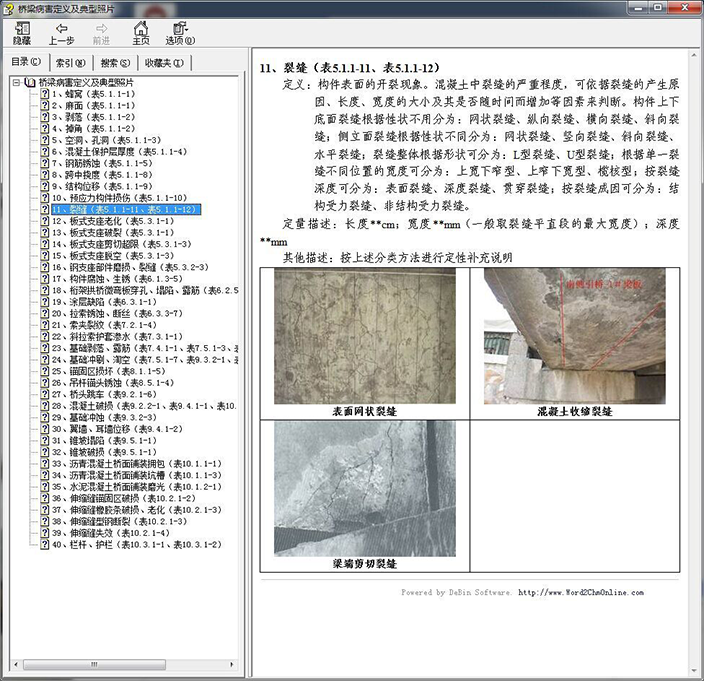 桥梁病害定义及典型照片
隐藏 上一步 前进 主页 选项(O)
目录(C) 索引(N) 搜索(S) 收藏夹(I)
桥梁病害定义及典型照片
1、蜂窝(表5.1.1-1)
2、麻面(表5.1.1-1)
3、剥落(表5.1.1-2)
4、掉角(表5.1.1-2)
5、空洞、孔洞(表5.1.1-3)
6、混凝土保护层厚度(表5.1.1-4)
7、钢筋锈蚀(表5.1.1-5)
8、跨中挠度(表5.1.1-8)
9、结构位移(表5.1.1-9)
10、预应力构件损伤(表5.1.1-10)
11、裂缝(表5.1.1-11、表5.1.1-12)
12、板式支座老化(表5.3.1-1)
13、板式支座破裂(表5.3.1-1)
14、板式支座剪切超限(表5.3.1-3)
15、板式支座脱空(表5.3.1-3)
16、钢支座部件磨损、裂缝(表5.3.2-3)
17、构件腐蚀、生锈(表6.1.3-5)
18、桁架拱桥微弯板穿孔、塌陷、露筋(表6.2.5
19、涂层缺陷(表6.3.1-1)
20、拉索锈蚀、断丝(表6.3.3-7)
21、索夹裂纹(表7.2.1-4)
22、斜拉索护套渗水(表7.3.1-1)
23、基础剥落、露筋(表7.4.1-1、表7.5.1-3、表
24、基础冲刷、淘空(表7.5.1-7、表9.3.2-1、表
25、锚固区损坏(表8.1.1-5)
26、吊杆锚头锈蚀(表8.5.1-4)
27、桥头跳车(表9.2.1-6)
28、混凝土破损(表9.2.2-1、表9.4.1-1、表10.
29、基础冲蚀(表9.3.2-3)
30、翼墙、耳墙位移(表9.4.1-2)
31、锥坡塌陷(表9.5.1-1)
32、锥坡破损(表9.5.1-1)
33、沥青混凝土桥面铺装拥包(表10.1.1-1)
34、沥青混凝土桥面铺装坑槽(表10.1.1-3)
35、水泥混凝土桥面铺装磨光(表10.1.2-1)
36、伸缩缝锚固区破损(表10.2.1-2)
37、伸缩缝橡胶条破损、老化(表10.2.1-3)
38、伸缩缝型钢断裂(表10.2.1-3)
39、伸缩缝失效(表10.2.1-4)
40、栏杆、护栏(表10.3.1-1、表10.3.1-2)
11、裂缝(表5.1.1-11、表5.1.1-12)
定义:构件表面的开裂现象。混凝土中裂缝的严重程度,可依据裂缝的产生原
因、长度、宽度的大小及其是否随时间而增加等因素来判断。构件上下
底面裂缝根据性状不用分为:网状裂缝、纵向裂缝、横向裂缝、斜向裂
缝;侧立面裂缝根据性状不同分为:网状裂缝、竖向裂缝、斜向裂缝、
水平裂缝;裂缝整体根据形状可分为:L型裂缝、U型裂缝;根据单一裂
缝不同位置的宽度可分为:上宽下窄型、上窄下宽型、榄核型;按裂缝
深度可分为:表面裂缝、深度裂缝、贯穿裂缝;按裂缝成因可分为:结
构受力裂缝、非结构受力裂缝。
定量描述:长度**cm;宽度**mm(一般取裂缝平直段的最大宽度);深度
**mm
其他描述:按上述分类方法进行定性补充说明
表面网状裂缝
混凝土收缩裂缝
梁端剪切裂缝
Powered by DeBin Software. http://www.Word2ChmOnline.com